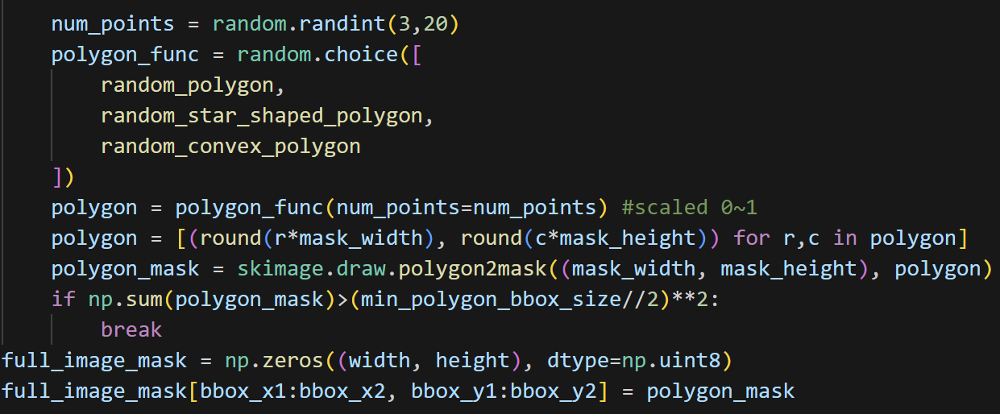 num_points = random.randint(3,20)
polygon_func = random.choice([
random_polygon,
random_star_shaped_polygon,
random_convex_polygon
])
polygon = polygon_func(num_points=num_points) #scaled 0~1
polygon = [(round(r*mask_width), round(c*mask_height)) for r,c in polygon]
polygon_mask = skimage.draw.polygon2mask((mask_width, mask_height), polygon)
if np.sum(polygon_mask)>(min_polygon_bbox_size//2)**2:
break
full_image_mask = np.zeros((width, height), dtype=np.uint8)
full_image_mask[bbox_x1:bbox_x2, bbox_y1:bbox_y2] = polygon_mask